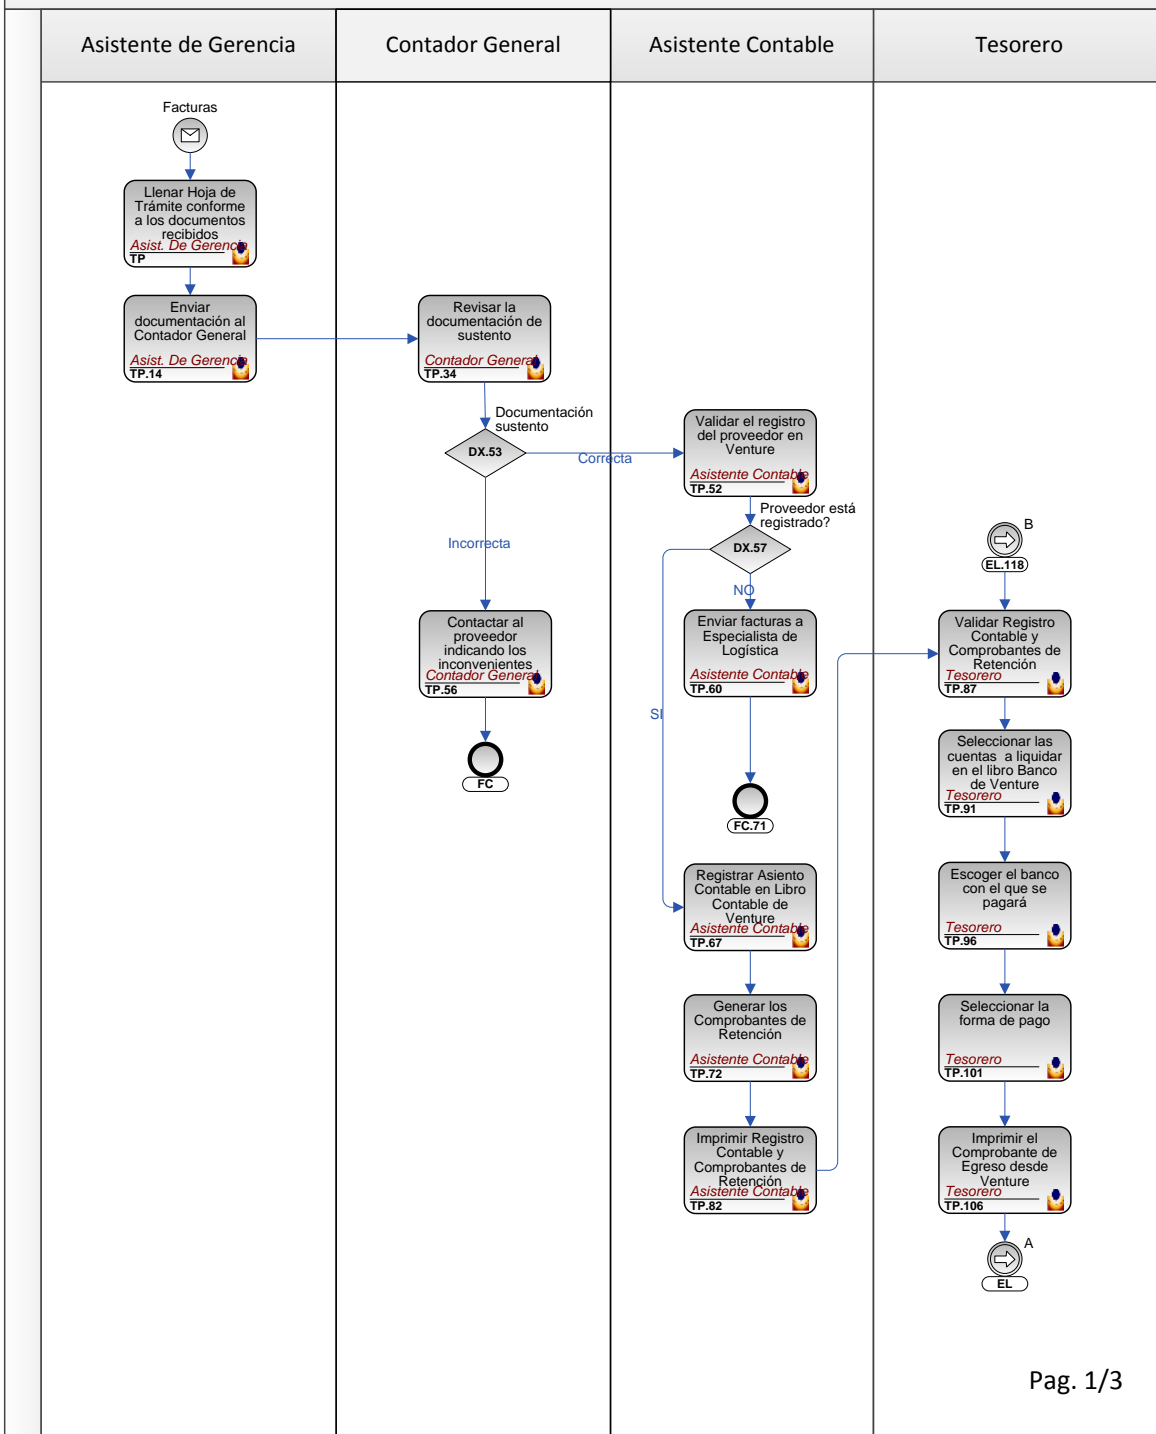 Asistente de Gerencia
Contador General
Asistente Contable
Tesorero
Facturas
Llenar Hoja de
Trámite conforme
a los documentos
recibidos
Asist. De Gerencia
TP
Enviar
documentación al
Contador General
Asist. De Gerencia
TP.14
Revisar la
documentación de
sustento
Contador General
TP.34
Documentación
sustento
DX.53
Correcta
Incorrecta
Contactar al
proveedor
indicando los
inconvenientes
Contador General
TP.56
FC
Validar el registro
del proveedor en
Venture
Asistente Contable
TP.52
Proveedor está
registrado?
DX.57
NO
SI
Enviar facturas a
Especialista de
Logística
Asistente Contable
TP.60
FC.71
Registrar Asiento
Contable en Libro
Contable de
Venture
Asistente Contable
TP.67
Generar los
Comprobantes de
Retención
Asistente Contable
TP.72
Imprimir Registro
Contable y
Comprobantes de
Retención
Asistente Contable
TP.82
B
EL.118
Validar Registro
Contable y
Comprobantes de
Retención
Tesorero
TP.87
Seleccionar las
cuentas a liquidar
en el libro Banco
de Venture
Tesorero
TP.91
Escoger el banco
con el que se
pagará
Tesorero
TP.96
Seleccionar la
forma de pago
Tesorero
TP.101
Imprimir el
Comprobante de
Egreso desde
Venture
Tesorero
TP.106
A
EL
Pag. 1/3